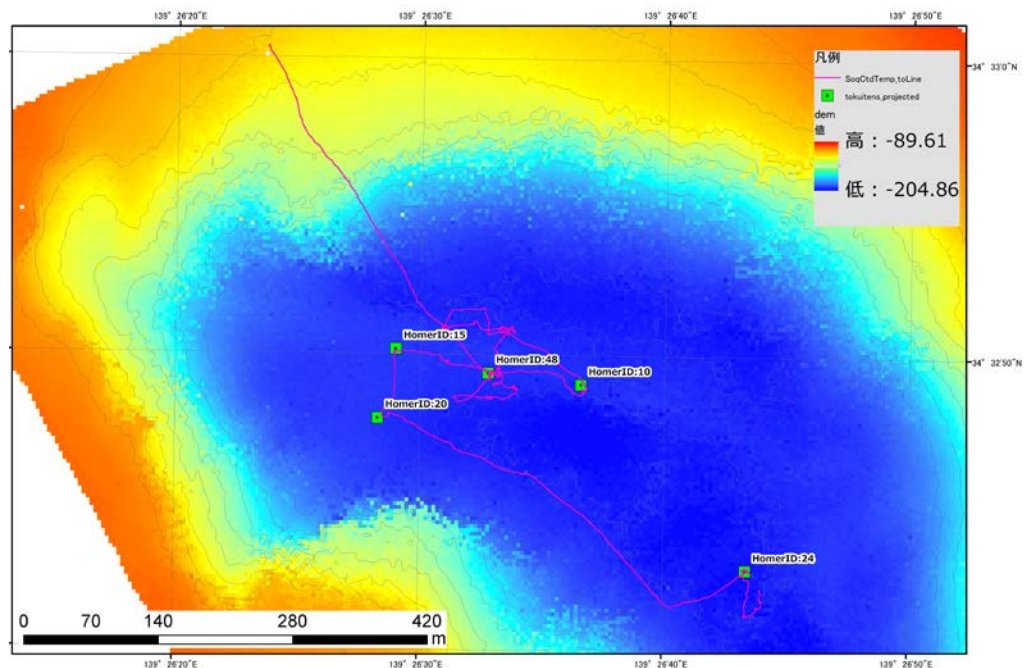 139° 26'20"E
139° 26'30"E
139° 26'40"E
139° 26'50"E
凡例
SoqCtdTemp_toLine
tokuitens_projected
dem
値
高：-89.61
低：-204.86
34° 33'0"N
HomerID:15
HomerID:48
HomerID:10
34° 32'50"N
HomerID:20
HomerID:24
0 70 140 280 420
m
139° 26'20"E
139° 26'30"E
139° 26'40"E
139° 26'50"E